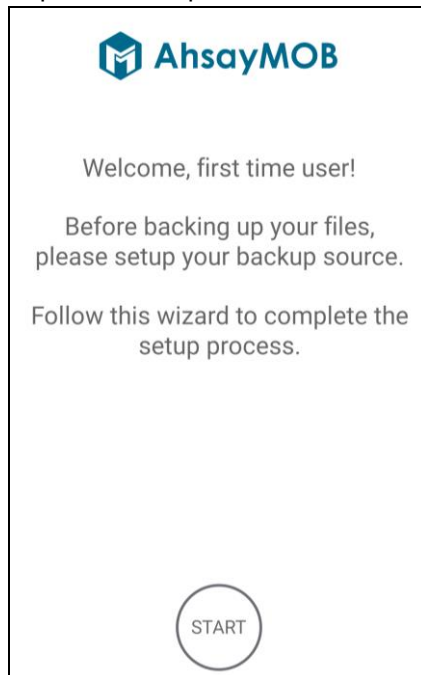 AhsayMOB
Welcome, first time user!
Before backing up your files,
please setup your backup source.
Follow this wizard to complete the
setup process.
START